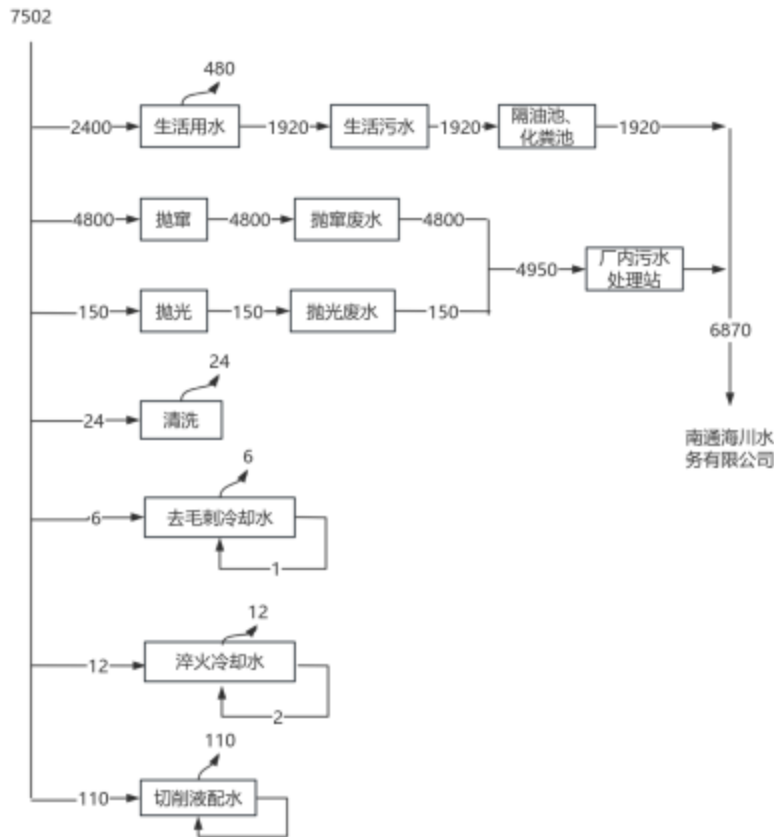 7502
480
2400
生活用水
1920
生活污水
1920
隔油池、
化粪池
1920
4800
抛窜
4800
抛窜废水
4800
4950
厂内污水
处理站
150
抛光
150
抛光废水
150
6870
24
24
清洗
南通海川水
务有限公司
6
6
去毛刺冷却水
1
12
12
淬火冷却水
2
110
110
切削液配水